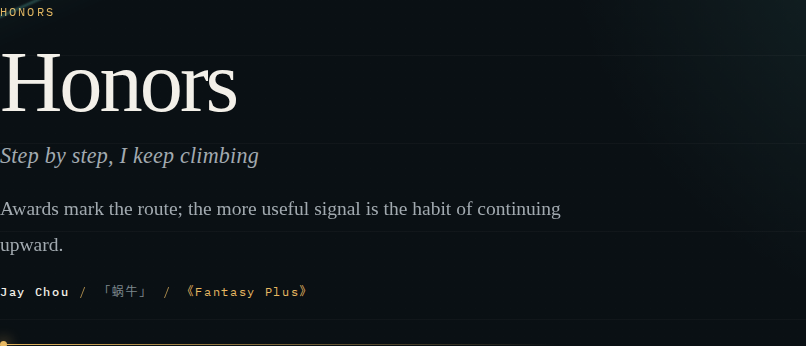 HONORS
Honors
Step by step, I keep climbing
Awards mark the route; the more useful signal is the habit of continuing
upward.
Jay Chou / 「蜗牛」 / 《Fantasy Plus》